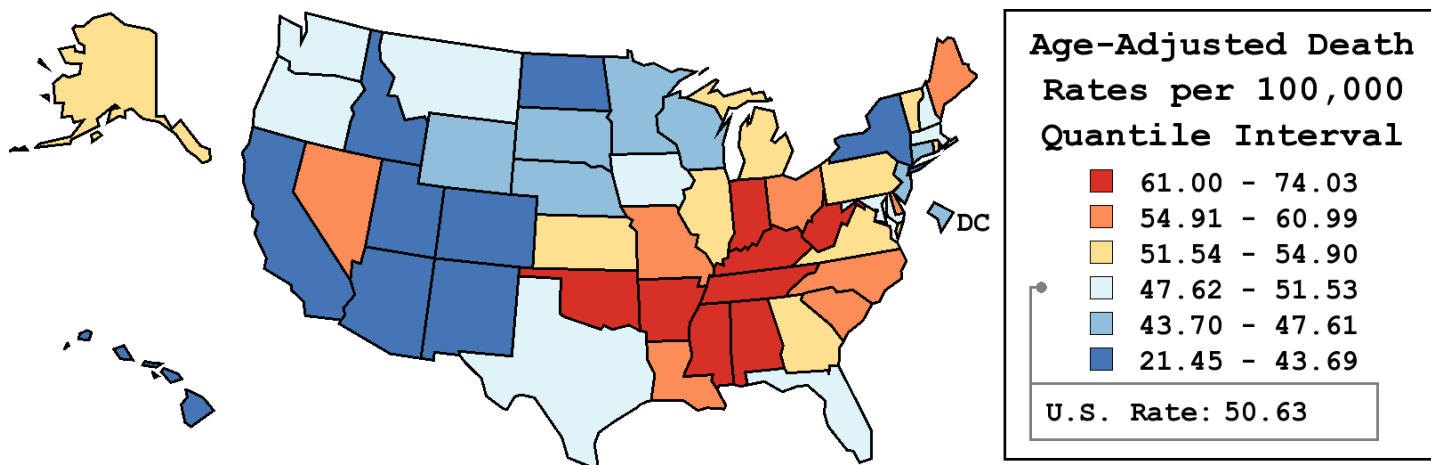 Age-Adjusted Death
Rates per 100,000
Quantile Interval
61.00 - 74.03
54.91 - 60.99
51.54 - 54.90
47.62 - 51.53
43.70 - 47.61
21.45 - 43.69
U.S. Rate: 50.63
DC